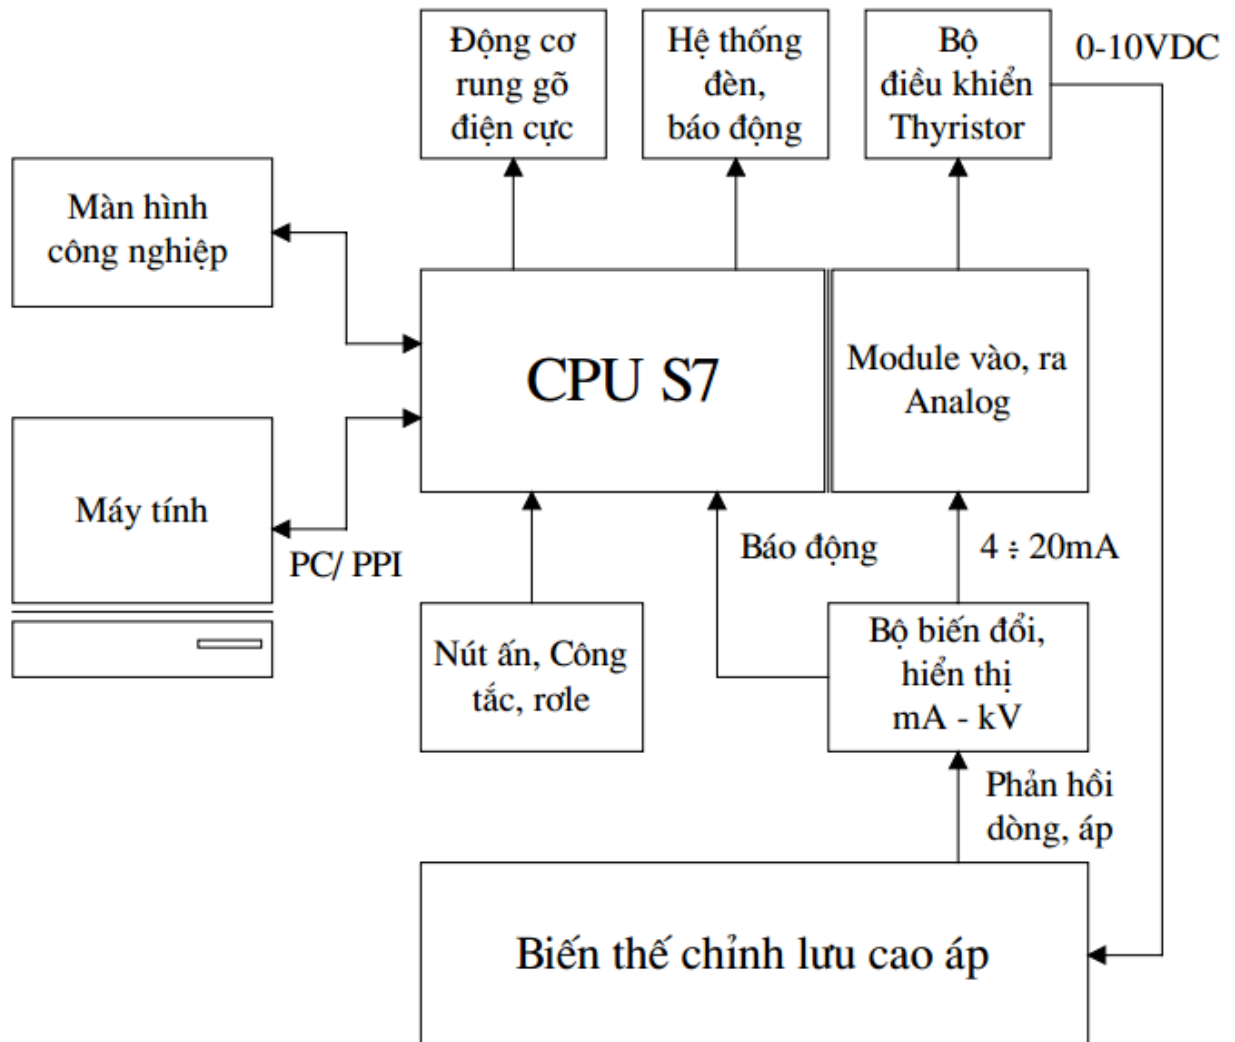 Động cơ
rung gõ
điện cực
Hệ thống
đèn,
báo động
Bộ
điều khiển
Thyristor
0-10VDC
Màn hình
công nghiệp
CPU S7
Module vào, ra
Analog
Máy tính
PC/ PPI
Báo động
4 ÷ 20mA
Nút ấn, Công
tắc, rơle
Bộ biến đổi,
hiển thị
mA - kV
Phản hồi
dòng, áp
Biến thế chỉnh lưu cao áp